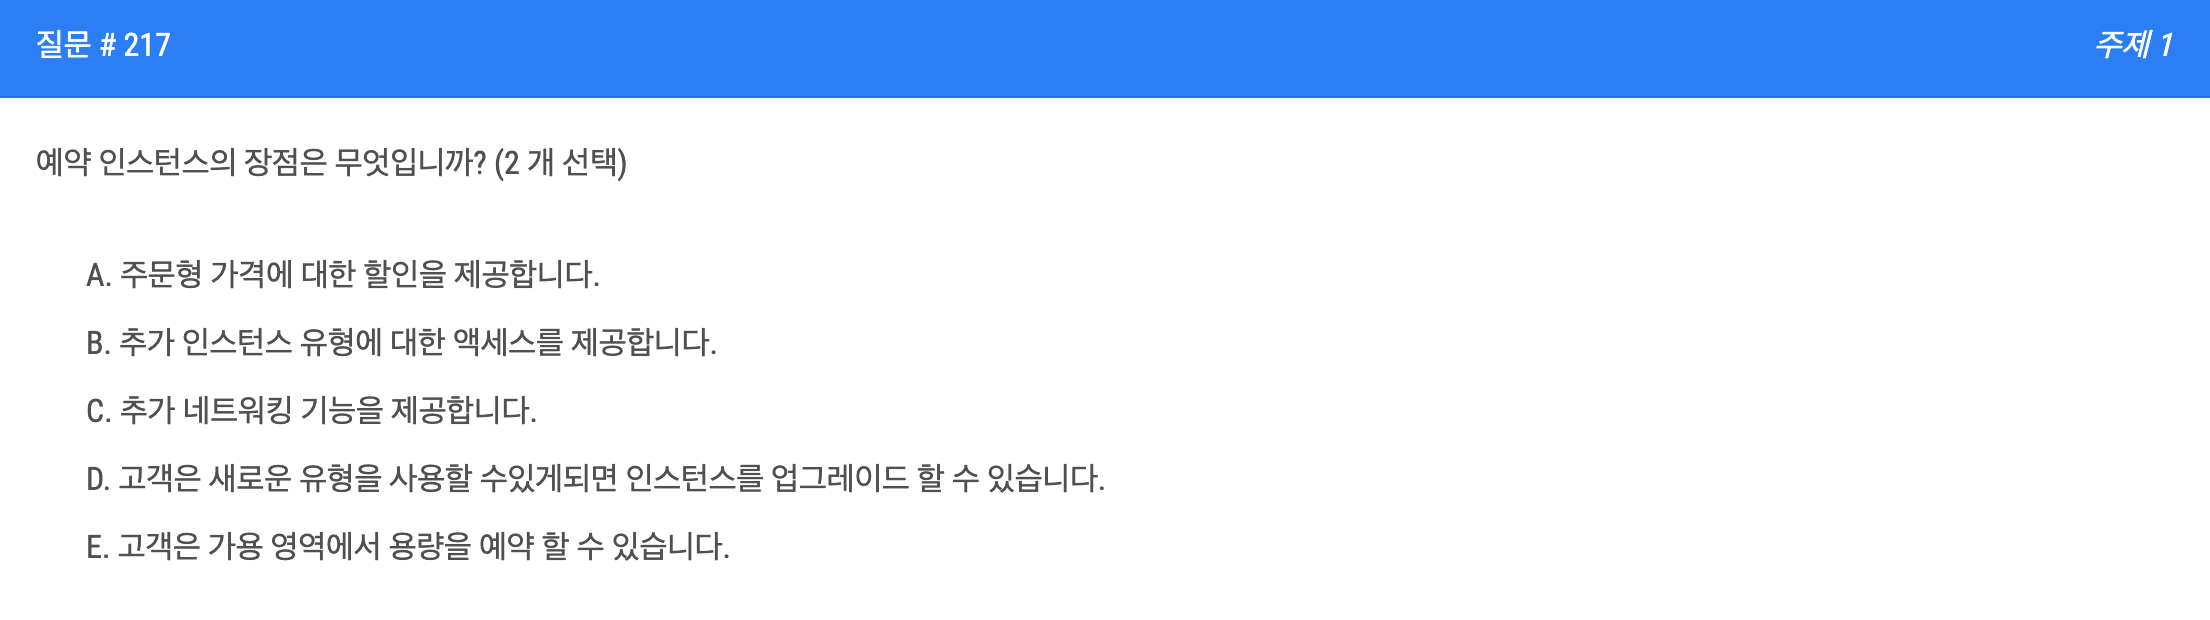 질문 # 217
주제 1
예약 인스턴스의 장점은 무엇입니까? (2 개 선택)
A. 주문형 가격에 대한 할인을 제공합니다.
B. 추가 인스턴스 유형에 대한 액세스를 제공합니다.
C. 추가 네트워킹 기능을 제공합니다.
D. 고객은 새로운 유형을 사용할 수있게되면 인스턴스를 업그레이드 할 수 있습니다.
E. 고객은 가용 영역에서 용량을 예약 할 수 있습니다.